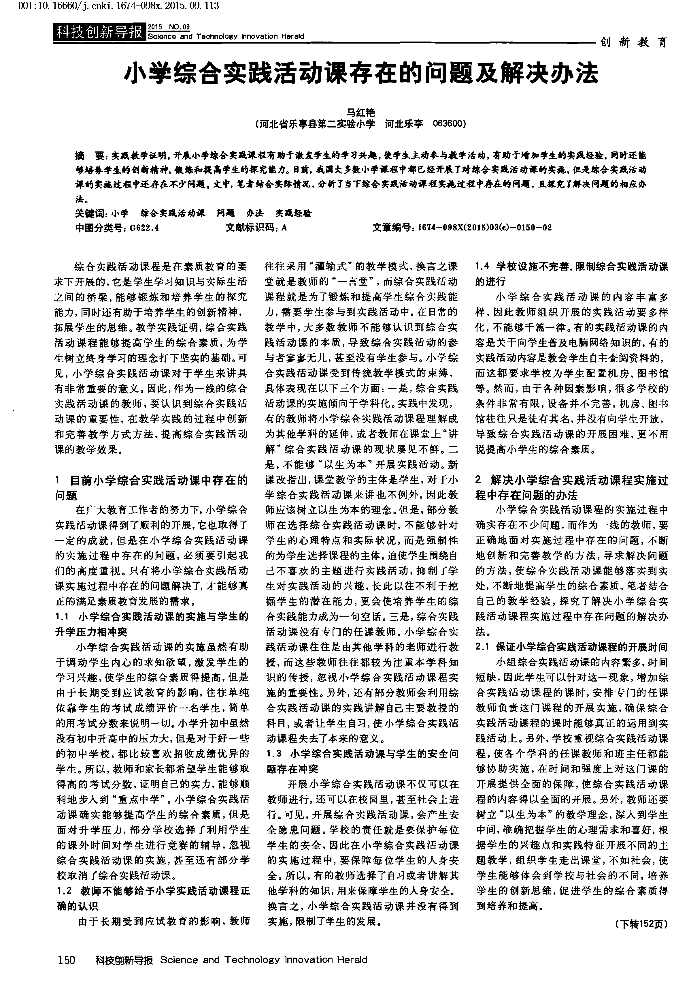 DOI:10.16660/j.cnki.1674-098x.2015.09.113
科技创新导报
2015 NO.09
Science and Technology Innovation Herald
创 新 教 育
小学综合实践活动课存在的问题及解决办法
马红艳
(河北省乐亭县第二实验小学 河北乐亭 063600)
摘 要:实践教学证明,开展小学综合实践课程有助于激发学生的学习兴趣,使学生主动参与教学活动,有助于增加学生的实践经验,同时还能
够培养学生的创新精神,锻炼和提高学生的探究能力。目前,我国大多数小学课程中都已经开展了对综合实践活动课的实施,但是综合实践活动
课的实施过程中还存在不少问题。文中,笔者结合实际情况,分析了当下综合实践活动课程实施过程中存在的问题,且探究了解决问题的相应办
法。
关键词:小学 综合实践活动课 问题 办法 实践经验
中图分类号:G622.4 文献标识码:A 文章编号:1674-098X(2015)03(c)-0150-02
综合实践活动课程是在素质教育的要
求下开展的,它是学生学习知识与实际生活
之间的桥梁,能够锻炼和培养学生的探究
能力,同时还有助于培养学生的创新精神,
拓展学生的思维。教学实践证明,综合实践
活动课程能够提高学生的综合素质,为学
生树立终身学习的理念打下坚实的基础。可
见,小学综合实践活动课对于学生来讲具
有非常重要的意义。因此,作为一线的综合
实践活动课的教师,要认识到综合实践活
动课的重要性,在教学实践的过程中创新
和完善教学方式方法,提高综合实践活动
课的教学效果。
1 目前小学综合实践活动课中存在的
问题
在广大教育工作者的努力下,小学综合
实践活动课得到了顺利的开展,它也取得了
一定的成就,但是在小学综合实践活动课
的实施过程中存在的问题,必须要引起我
们的高度重视。只有将小学综合实践活动
课实施过程中存在的问题解决了,才能够真
正的满足素质教育发展的需求。
1.1 小学综合实践活动课的实施与学生的
升学压力相冲突
小学综合实践活动课的实施虽然有助
于调动学生内心的求知欲望,激发学生的
学习兴趣,使学生的综合素质得提高,但是
由于长期受到应试教育的影响,往往单纯
依靠学生的考试成绩评价一名学生,简单
的用考试分数来说明一切。小学升初中虽然
没有初中升高中的压力大,但是对于好一些
的初中学校,都比较喜欢招收成绩优异的
学生。所以,教师和家长都希望学生能够取
得高的考试分数,证明自己的实力,能够顺
利地步入到“重点中学”。小学综合实践活
动课确实能够提高学生的综合素质,但是
面对升学压力,部分学校选择了利用学生
的课外时间对学生进行竞赛的辅导,忽视
综合实践活动课的实施,甚至还有部分学
校取消了综合实践活动课。
1.2 教师不能够给予小学实践活动课程正
确的认识
由于长期受到应试教育的影响,教师
往往采用“灌输式”的教学模式,换言之课
堂就是教师的“一言堂”,而综合实践活动
课程就是为了锻炼和提高学生综合实践能
力,需要学生参与到实践活动中。在日常的
教学中,大多数教师不能够认识到综合实
践活动课的本质,导致综合实践活动的参
与者寥寥无几,甚至没有学生参与。小学综
合实践活动课受到传统教学模式的束缚,
具体表现在以下三个方面:一是,综合实践
活动课的实施倾向于学科化。实践中发现,
有的教师将小学综合实践活动课程理解成
为其他学科的延伸,或者教师在课堂上“讲
解”综合实践活动课的现状屡见不鲜。二
是,不能够“以生为本”开展实践活动。新
课改指出,课堂教学的主体是学生,对于小
学综合实践活动课来讲也不例外,因此教
师应该树立以生为本的理念。但是,部分教
师在选择综合实践活动课时,不能够针对
学生的心理特点和实际状况,而是强制性
的为学生选择课程的主体,迫使学生围绕自
己不喜欢的主题进行实践活动,抑制了学
生对实践活动的兴趣,长此以往不利于挖
掘学生的潜在能力,更会使培养学生的综
合实践能力成为一句空话。三是,综合实践
活动课没有专门的任课教师。小学综合实
践活动课往往是由其他学科的老师进行教
授,而这些教师往往都较为注重本学科知
识的传授,忽视小学综合实践活动课程实
施的重要性。另外,还有部分教师会利用综
合实践活动课的实践讲解自己主要教授的
科目,或者让学生自习,使小学综合实践活
动课程失去了本来的意义。
1.3 小学综合实践活动课与学生的安全问
题存在冲突
开展小学综合实践活动课不仅可以在
教师进行,还可以在校园里,甚至社会上进
行。可见,开展综合实践活动课,会产生安
全隐患问题。学校的责任就是要保护每位
学生的安全,因此在小学综合实践活动课
的实施过程中,要保障每位学生的人身安
全。所以,有的教师选择了自习或者讲解其
他学科的知识,用来保障学生的人身安全。
换言之,小学综合实践活动课并没有得到
实施,限制了学生的发展。
1.4 学校设施不完善,限制综合实践活动课
的进行
小学综合实践活动课的内容丰富多
样,因此教师组织开展的实践活动要多样
化,不能够千篇一律。有的实践活动课的内
容是关于向学生普及电脑网络知识的,有的
实践活动内容是教会学生自主查阅资料的,
而这都要求学校为学生配置机房、图书馆
等。然而,由于各种因素影响,很多学校的
条件非常有限,设备并不完善,机房、图书
馆往往只是徒有其名,并没有向学生开放,
导致综合实践活动课的开展困难,更不用
说提高小学生的综合素质。
2 解决小学综合实践活动课程实施过
程中存在问题的办法
小学综合实践活动课程的实施过程中
确实存在不少问题,而作为一线的教师,要
正确地面对实施过程中存在的问题,不断
地创新和完善教学的方法,寻求解决问题
的方法,使综合实践活动课能够落实到实
处,不断地提高学生的综合素质。笔者结合
自己的教学经验,探究了解决小学综合实
践活动课程实施过程中存在问题的解决办
法。
2.1 保证小学综合实践活动课程的开展时间
小组综合实践活动课的内容繁多,时间
短缺,因此学生可以针对这一现象,增加综
合实践活动课程的课时,安排专门的任课
教师负责这门课程的开展实施,确保综合
实践活动课程的课时能够真正的运用到实
践活动上。另外,学校重视综合实践活动课
程,使各个学科的任课教师和班主任都能
够协助实施,在时间和强度上对这门课的
开展提供全面的保障,使综合实践活动课
程的内容得以全面的开展。另外,教师还要
树立“以生为本”的教学理念,深入到学生
中间,准确把握学生的心理需求和喜好,根
据学生的兴趣点和实践特征开展不同的主
题教学,组织学生走出课堂,不如社会,使
学生能够体会到学校与社会的不同,培养
学生的创新思维,促进学生的综合素质得
到培养和提高。
(下转152页)
150 科技创新导报 Science and Technology Innovation Herald